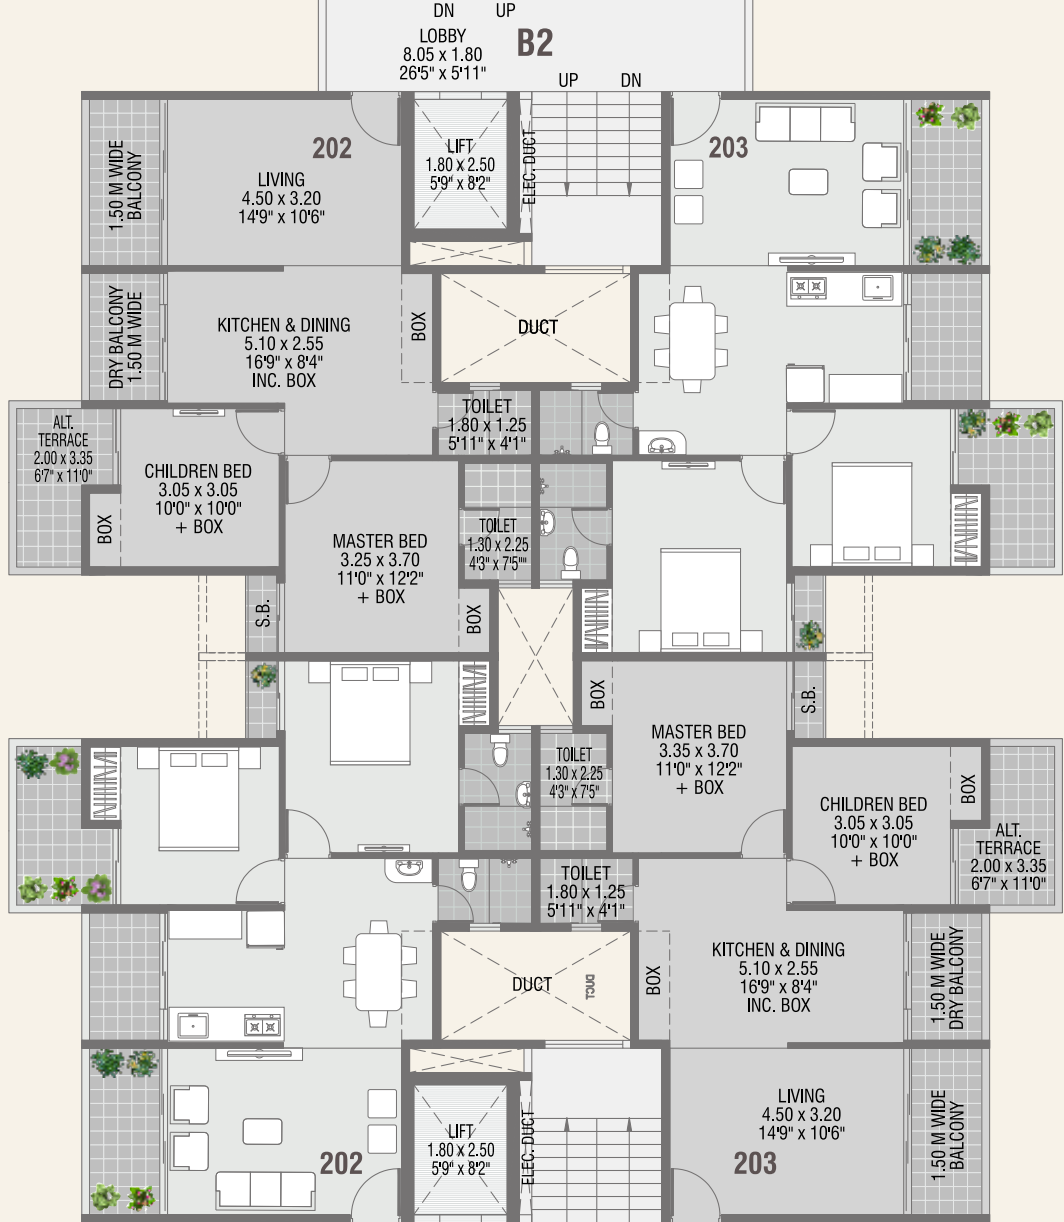 DN UP
LOBBY
8.05 x 1.80
26'5" x 5'11"
B2
UP DN
202
LIVING
4.50 x 3.20
14'9" x 10'6"
1.50 M WIDE
BALCONY
LIFT
1.80 x 2.50
5'9" x 8'2"
ELEC. DUCT
203
DRY BALCONY
1.50 M WIDE
KITCHEN & DINING
5.10 x 2.55
16'9" x 8'4"
INC. BOX
BOX
DUCT
TOILET
1.80 x 1.25
5'11" x 4'1"
ALT.
TERRACE
2.00 x 3.35
6'7" x 11'0"
CHILDREN BED
3.05 x 3.05
10'0" x 10'0"
+ BOX
BOX
MASTER BED
3.25 x 3.70
11'0" x 12'2"
+ BOX
TOILET
1.30 x 2.25
4'3" x 7'5""
BOX
S.B.
BOX
S.B.
MASTER BED
3.35 x 3.70
11'0" x 12'2"
+ BOX
TOILET
1.30 x 2.25
4'3" x 7'5"
CHILDREN BED
3.05 x 3.05
10'0" x 10'0"
+ BOX
BOX
ALT.
TERRACE
2.00 x 3.35
6'7" x 11'0"
TOILET
1.80 x 1.25
5'11" x 4'1"
DUCT
DUCT
BOX
KITCHEN & DINING
5.10 x 2.55
16'9" x 8'4"
INC. BOX
1.50 M WIDE
DRY BALCONY
LIFT
1.80 x 2.50
5'9" x 8'2"
ELEC. DUCT
LIVING
4.50 x 3.20
14'9" x 10'6"
1.50 M WIDE
BALCONY
202
203